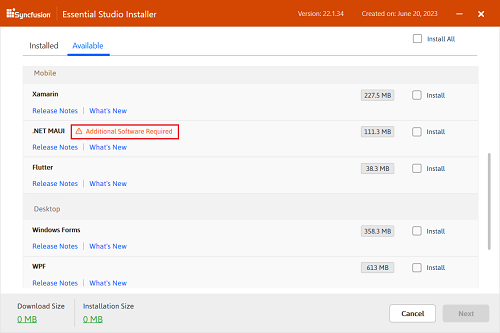 Syncfusion Essential Studio Installer Version: 22.1.34 Created on: June 20, 2023
Installed Available Install All
Mobile
Xamarin 227.5 MB Install
Release Notes | What's New
.NET MAUI Additional Software Required 111.3 MB Install
Release Notes | What's New
Flutter 38.3 MB Install
Release Notes | What's New
Desktop
Windows Forms 358.3 MB Install
Release Notes | What's New
WPF 613 MB Install
Release Notes | What's New
Download Size Installation Size
0 MB 0 MB Cancel Next